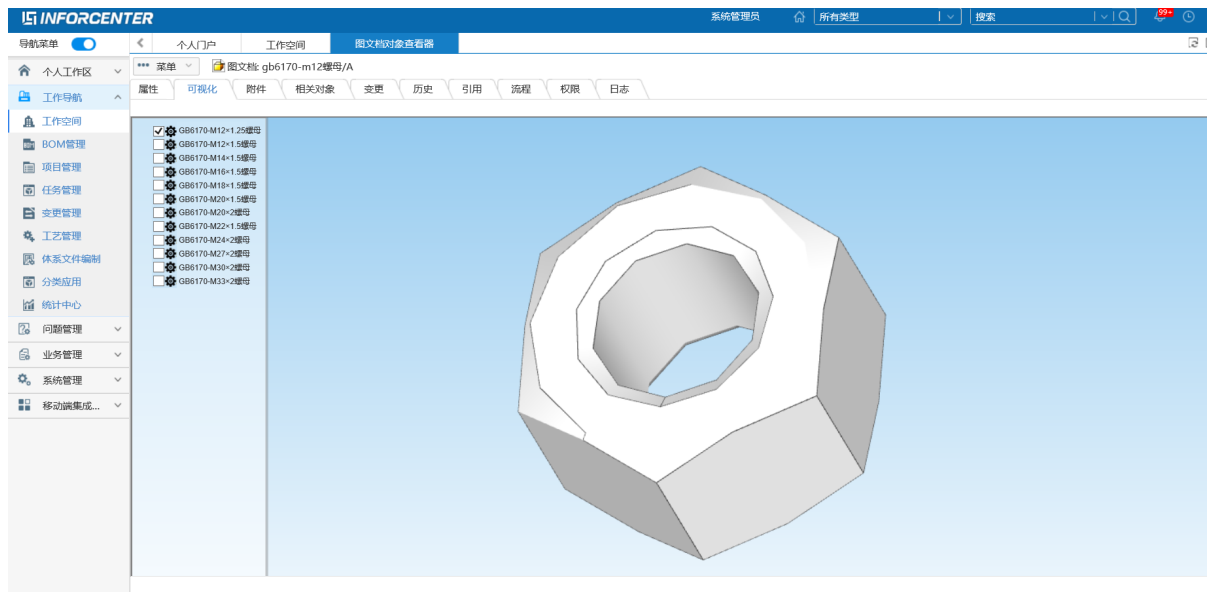 INFORCENTER 系统管理员 所有类型 搜索 99+
导航菜单 个人门户 工作空间 图文档对象查看器
个人工作区
工作导航
工作空间
BOM管理
项目管理
任务管理
变更管理
工艺管理
体系文件编制
分类应用
统计中心
问题管理
业务管理
系统管理
移动端集成...
••• 菜单 图文档: gb6170-m12螺母/A
属性 可视化 附件 相关对象 变更 历史 引用 流程 权限 日志
GB6170-M12×1.25螺母
GB6170-M12×1.5螺母
GB6170-M14×1.5螺母
GB6170-M16×1.5螺母
GB6170-M18×1.5螺母
GB6170-M20×1.5螺母
GB6170-M20×2螺母
GB6170-M22×1.5螺母
GB6170-M24×2螺母
GB6170-M27×2螺母
GB6170-M30×2螺母
GB6170-M33×2螺母